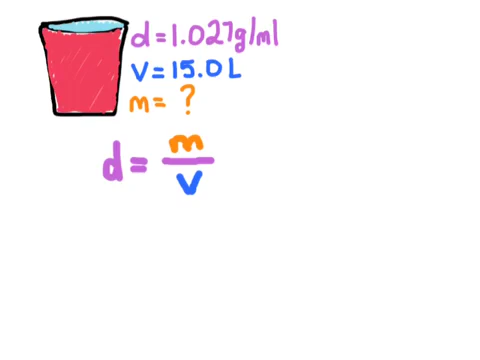 d=1.027g/ml
v=15.0L
m= ?
d= m/v